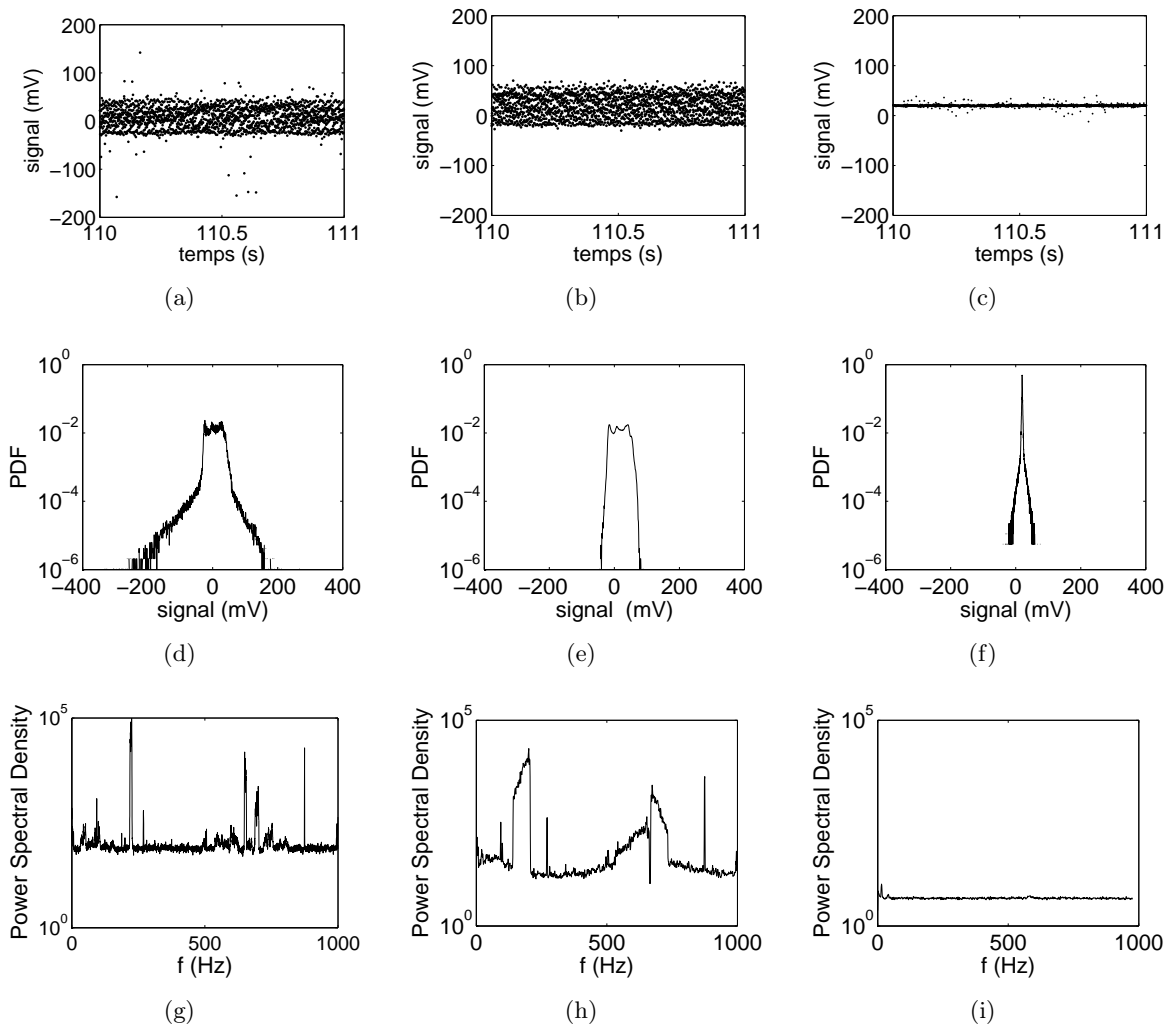 200
100
0
−100
−200
110
110.5
111
signal (mV)
temps (s)
(a)
200
100
0
−100
−200
110
110.5
111
signal (mV)
temps (s)
(b)
200
100
0
−100
−200
110
110.5
111
signal (mV)
temps (s)
(c)
10^0
10^−2
10^−4
10^−6
−400
−200
0
200
400
PDF
signal (mV)
(d)
10^0
10^−2
10^−4
10^−6
−400
−200
0
200
400
PDF
signal (mV)
(e)
10^0
10^−2
10^−4
10^−6
−400
−200
0
200
400
PDF
signal (mV)
(f)
10^5
10^0
0
500
1000
Power Spectral Density
f (Hz)
(g)
10^5
10^0
0
500
1000
Power Spectral Density
f (Hz)
(h)
10^5
10^0
0
500
1000
Power Spectral Density
f (Hz)
(i)